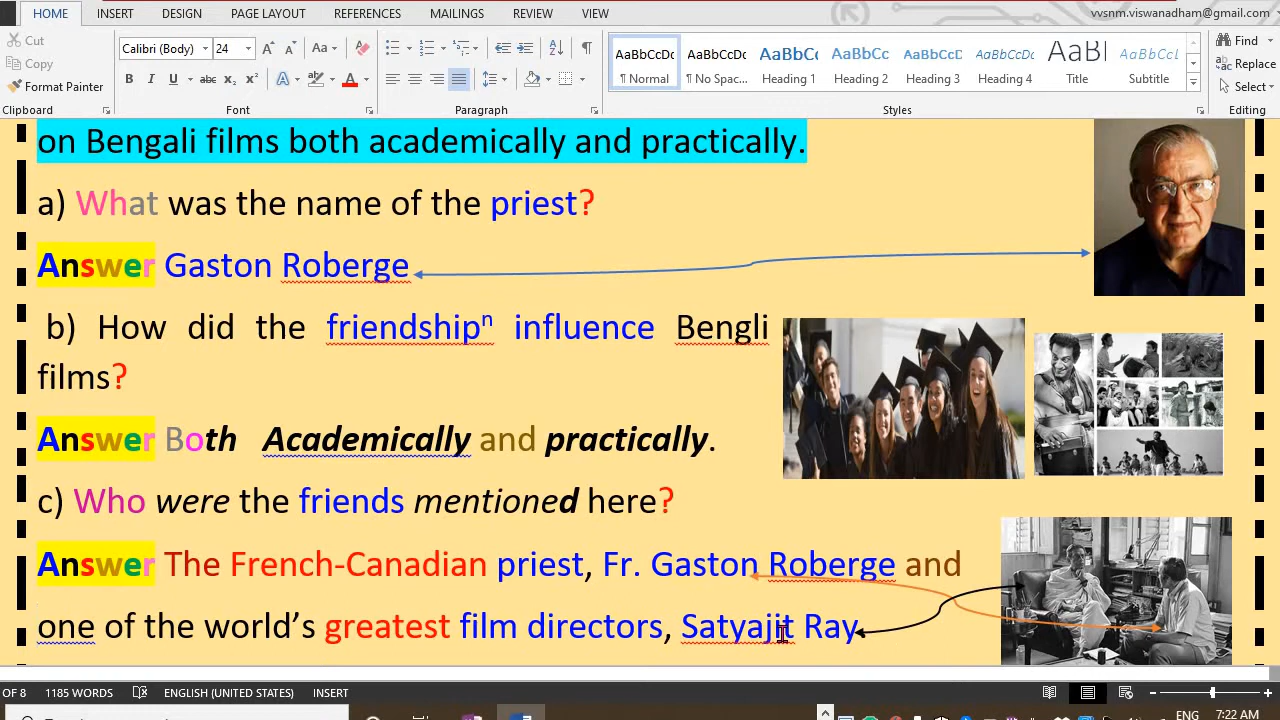 HOME INSERT DESIGN PAGE LAYOUT REFERENCES MAILINGS REVIEW VIEW vvsnm.viswanadham@gmail.com
Cut
Copy
Format Painter
Clipboard
Calibri (Body) 24
Font
Paragraph
AaBbCcDc AaBbCcDc AaBbCc AaBbCc AaBbCcD AaBbCcDc AaBl AaBbCcD
¶ Normal ¶ No Spac... Heading 1 Heading 2 Heading 3 Heading 4 Title Subtitl
Styles
Find
Replace
Select
Editing
on Bengali films both academically and practically.
a) What was the name of the priest?
Answer Gaston Roberge
b) How did the friendshipⁿ influence Bengli
films?
Answer Both Academically and practically.
c) Who were the friends mentioned here?
Answer The French-Canadian priest, Fr. Gaston Roberge and
one of the world’s greatest film directors, Satyajit Ray
OF 8 1185 WORDS ENGLISH (UNITED STATES) INSERT
ENG 7:22 AM